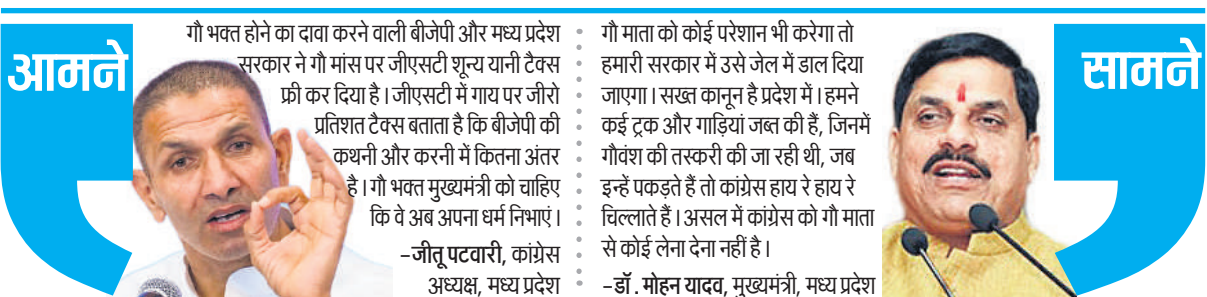 आमने
गौ भक्त होने का दावा करने वाली बीजेपी और मध्य प्रदेश
सरकार ने गौ मांस पर जीएसटी शून्य यानी टैक्स
फ्री कर दिया है । जीएसटी में गाय पर जीरो
प्रतिशत टैक्स बताता है कि बीजेपी की
कथनी और करनी में कितना अंतर
है । गौ भक्त मुख्यमंत्री को चाहिए
कि वे अब अपना धर्म निभाएं ।
-जीतू पटवारी, कांग्रेस
अध्यक्ष, मध्य प्रदेश
गौ माता को कोई परेशान भी करेगा तो
हमारी सरकार में उसे जेल में डाल दिया
जाएगा । सख्त कानून है प्रदेश में । हमने
कई ट्रक और गाड़ियां जब्त की हैं, जिनमें
गौवंश की तस्करी की जा रही थी, जब
इन्हें पकड़ते हैं तो कांग्रेस हाय रे हाय रे
चिल्लाते हैं । असल में कांग्रेस को गौ माता
से कोई लेना देना नहीं है ।
-डॉ . मोहन यादव, मुख्यमंत्री, मध्य प्रदेश
सामने